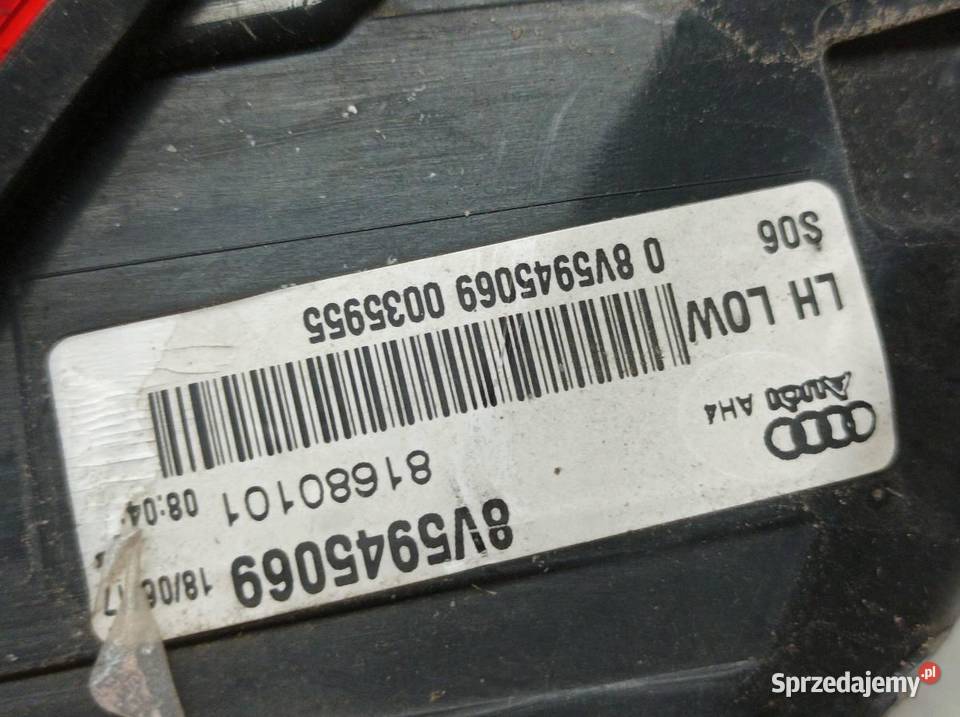 8V5945069 18/06
Audi AH4
81680101 08:04
LH LOW
S06
0 8V5945069 0035955
Sprzedajemy.pl